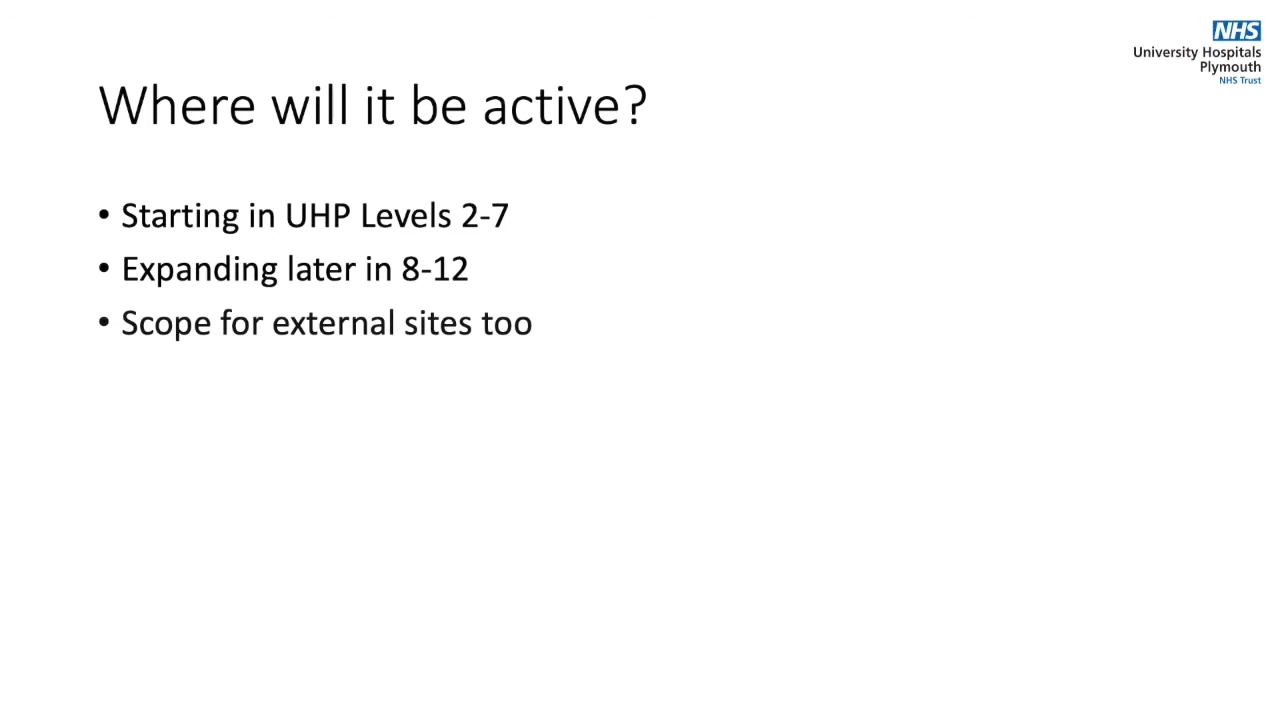 NHS
University Hospitals
Plymouth
NHS Trust
Where will it be active?
• Starting in UHP Levels 2-7
• Expanding later in 8-12
• Scope for external sites too